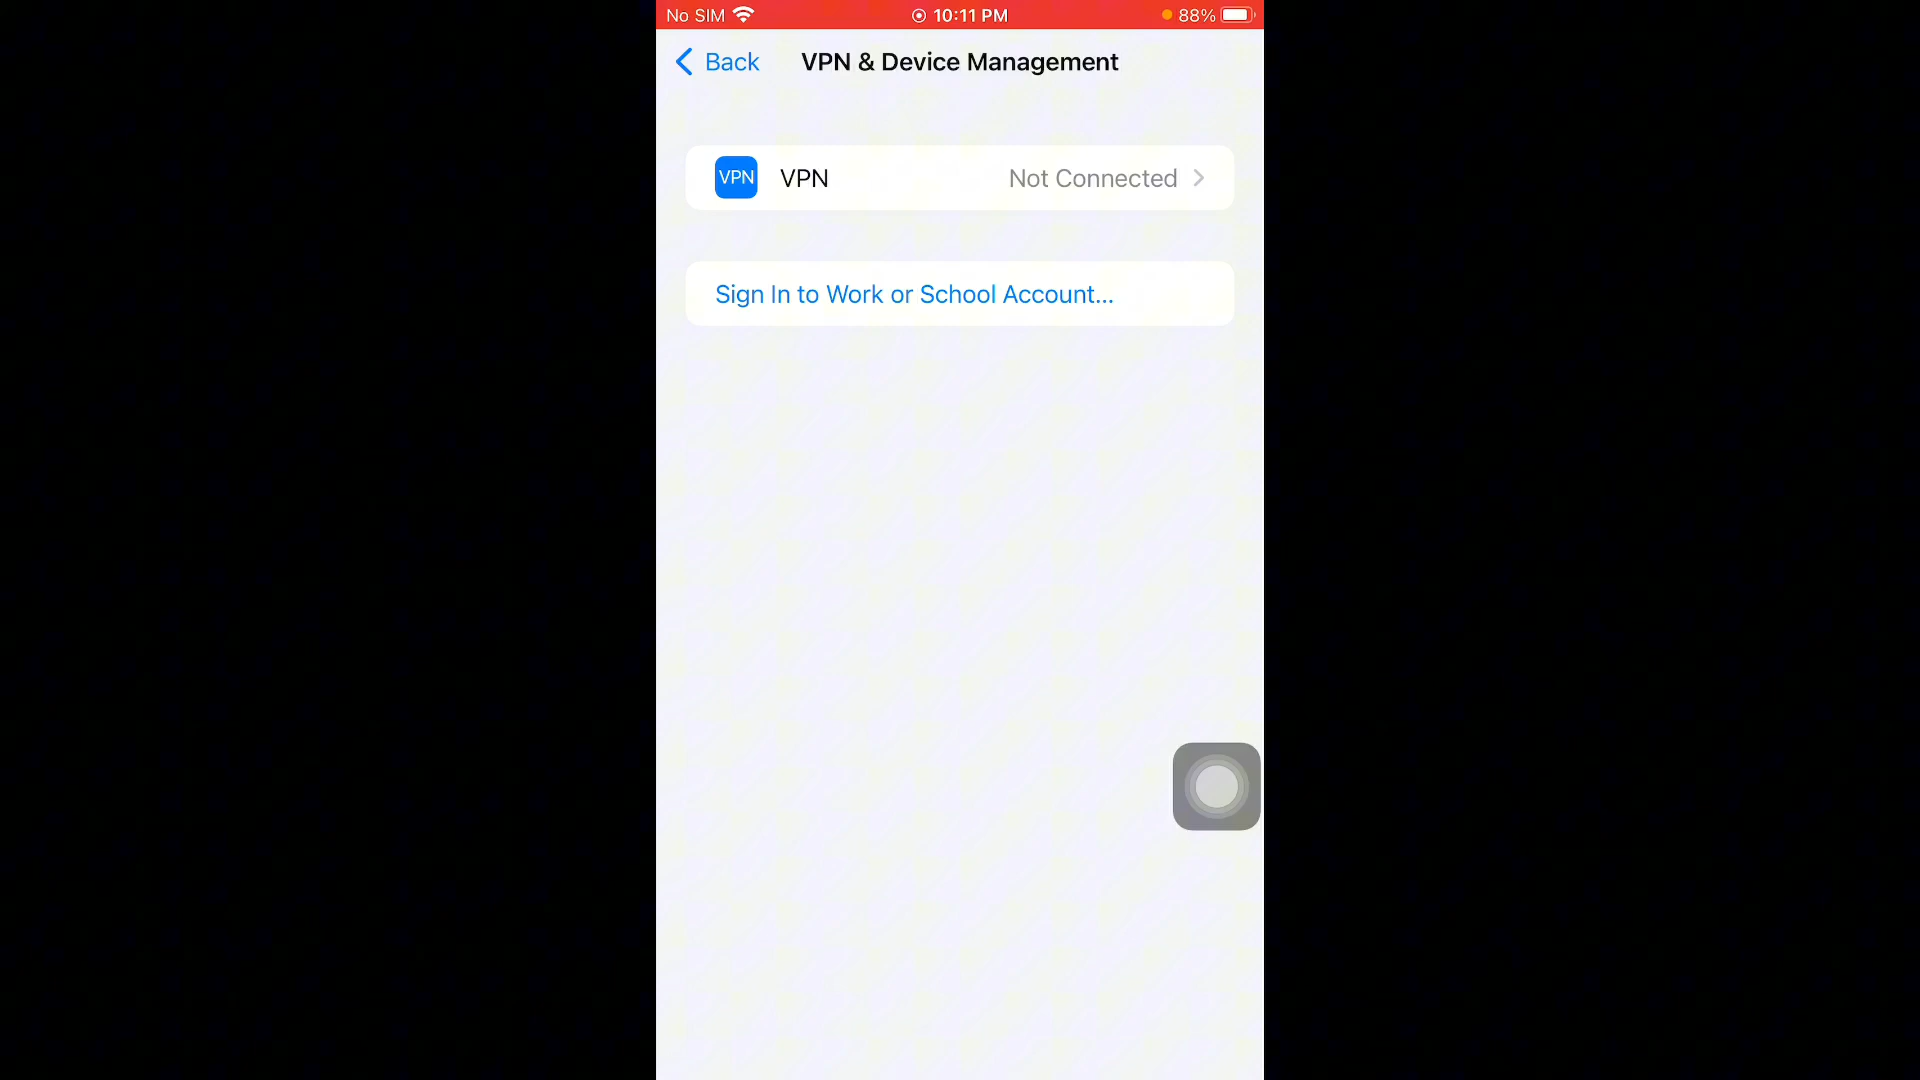 No SIM 10:11 PM 88%
Back VPN & Device Management
VPN VPN Not Connected
Sign In to Work or School Account...